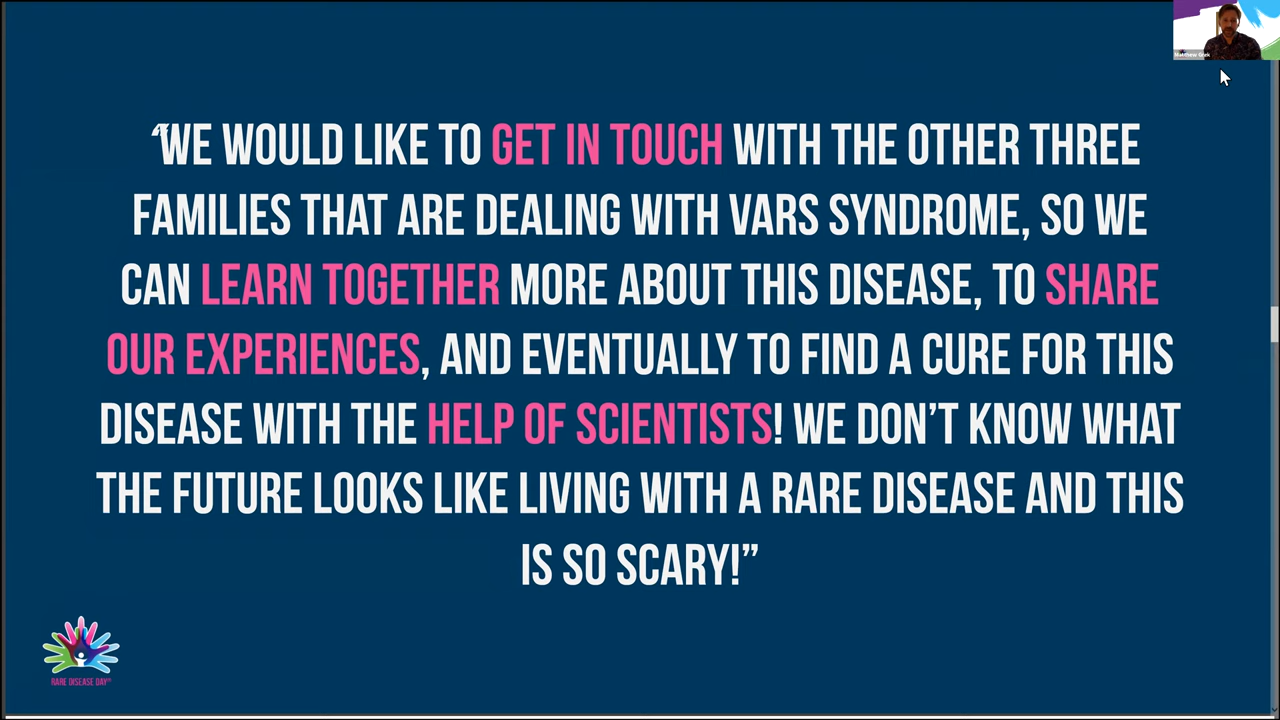 “WE WOULD LIKE TO GET IN TOUCH WITH THE OTHER THREE
FAMILIES THAT ARE DEALING WITH VARS SYNDROME, SO WE
CAN LEARN TOGETHER MORE ABOUT THIS DISEASE, TO SHARE
OUR EXPERIENCES, AND EVENTUALLY TO FIND A CURE FOR THIS
DISEASE WITH THE HELP OF SCIENTISTS! WE DON’T KNOW WHAT
THE FUTURE LOOKS LIKE LIVING WITH A RARE DISEASE AND THIS
IS SO SCARY!”
RARE DISEASE DAY
Matthew